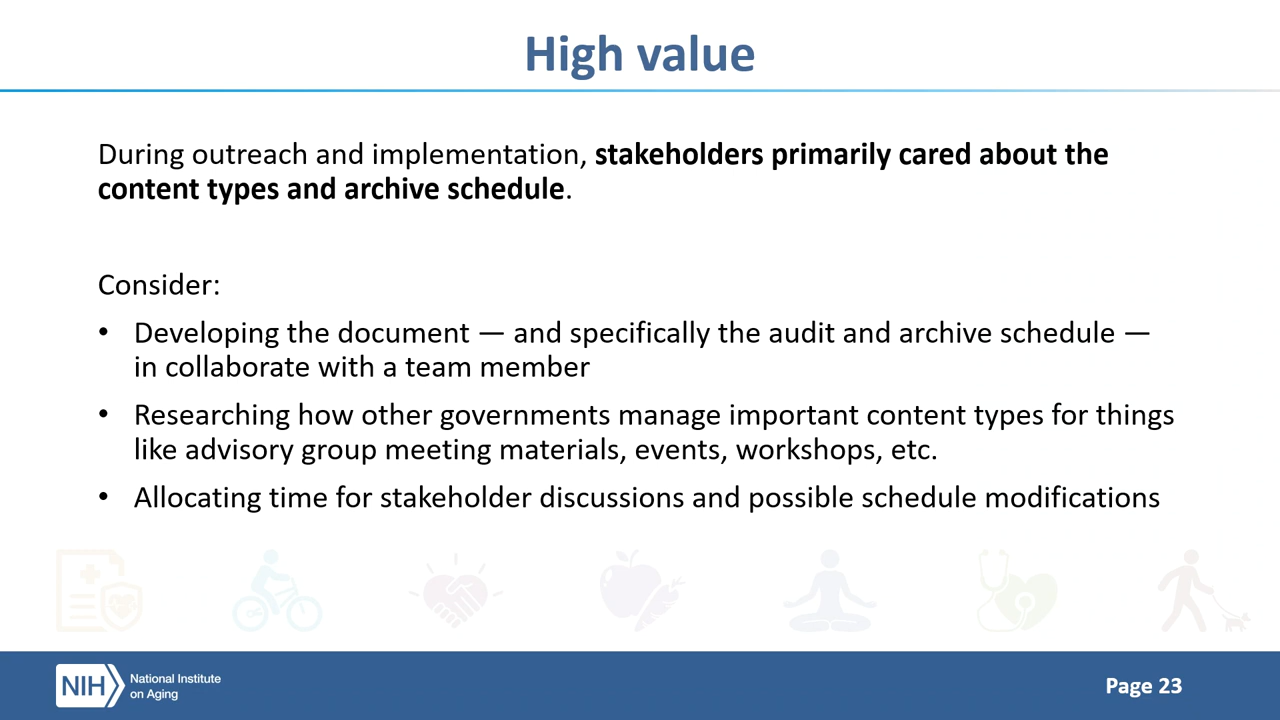 High value
During outreach and implementation, stakeholders primarily cared about the
content types and archive schedule.
Consider:
• Developing the document — and specifically the audit and archive schedule —
in collaborate with a team member
• Researching how other governments manage important content types for things
like advisory group meeting materials, events, workshops, etc.
• Allocating time for stakeholder discussions and possible schedule modifications
NIH National Institute
on Aging
Page 23